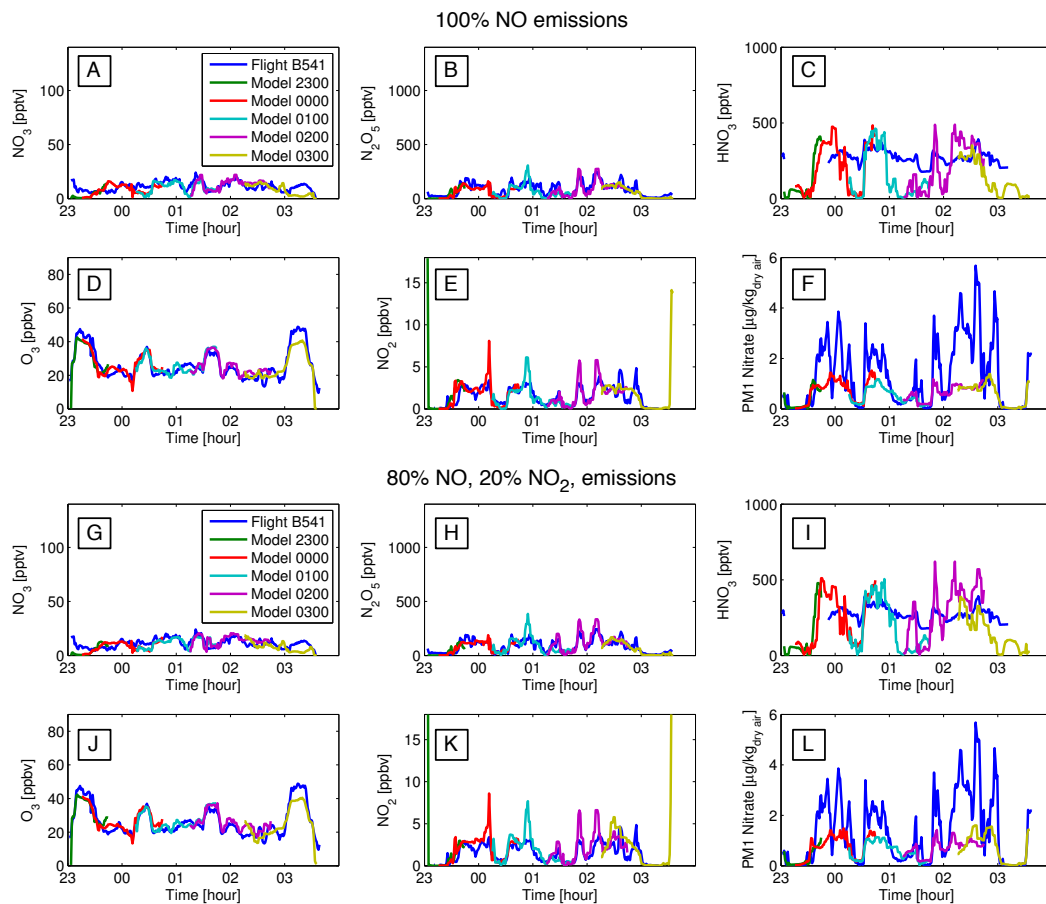 100% NO emissions
A
NO3 [pptv]
0
50
100
23 00 01 02 03
Time [hour]
Flight B541
Model 2300
Model 0000
Model 0100
Model 0200
Model 0300
B
N2O5 [pptv]
0
500
1000
23 00 01 02 03
Time [hour]
C
HNO3 [pptv]
0
500
1000
23 00 01 02 03
Time [hour]
D
O3 [ppbv]
0
20
40
60
80
23 00 01 02 03
Time [hour]
E
NO2 [ppbv]
0
5
10
15
23 00 01 02 03
Time [hour]
F
PM1 Nitrate [µg/kgdry air]
0
2
4
6
23 00 01 02 03
Time [hour]
80% NO, 20% NO2, emissions
G
NO3 [pptv]
0
50
100
23 00 01 02 03
Time [hour]
Flight B541
Model 2300
Model 0000
Model 0100
Model 0200
Model 0300
H
N2O5 [pptv]
0
500
1000
23 00 01 02 03
Time [hour]
I
HNO3 [pptv]
0
500
1000
23 00 01 02 03
Time [hour]
J
O3 [ppbv]
0
20
40
60
80
23 00 01 02 03
Time [hour]
K
NO2 [ppbv]
0
5
10
15
23 00 01 02 03
Time [hour]
L
PM1 Nitrate [µg/kgdry air]
0
2
4
6
23 00 01 02 03
Time [hour]